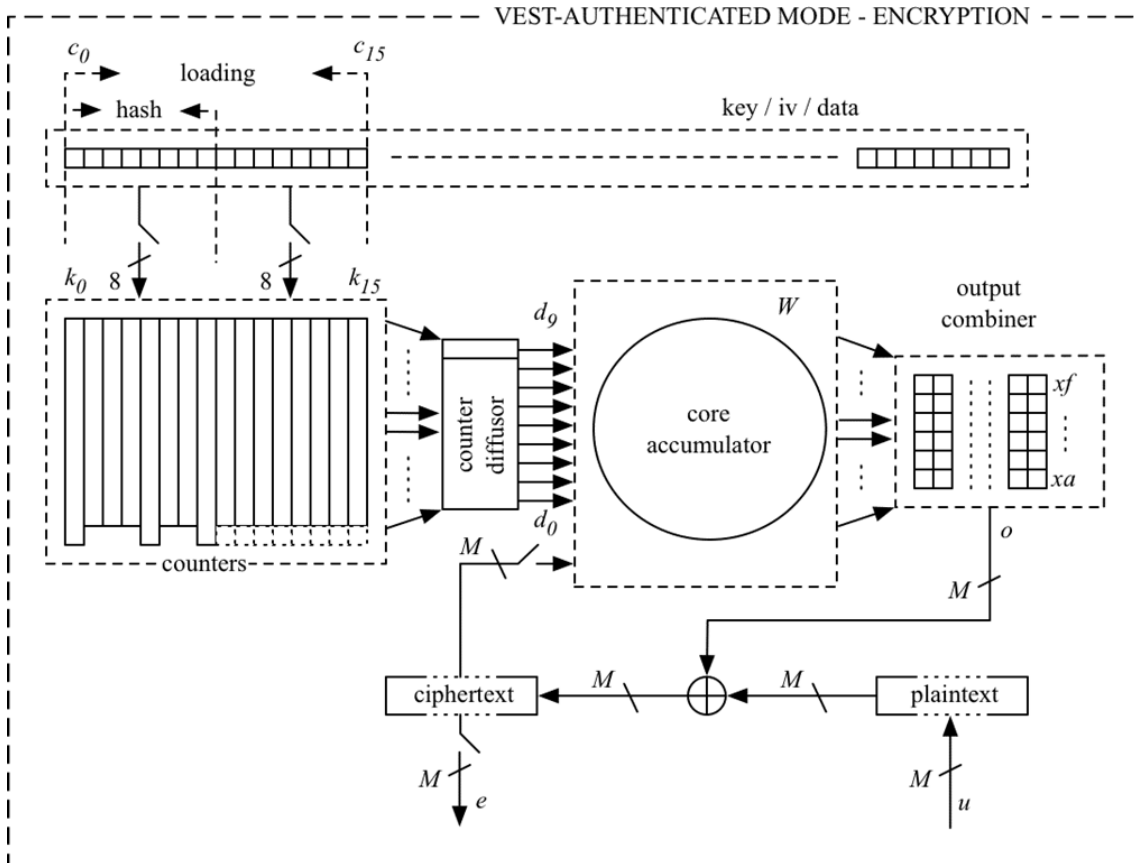 VEST-AUTHENTICATED MODE - ENCRYPTION
c0 c15
loading
hash
key / iv / data
k0 8 8 k15
d9
W
output
combiner
counter
diffusor
core
accumulator
xf
xa
d0
counters
M
o
M
ciphertext
M
M
plaintext
M
e
M
u